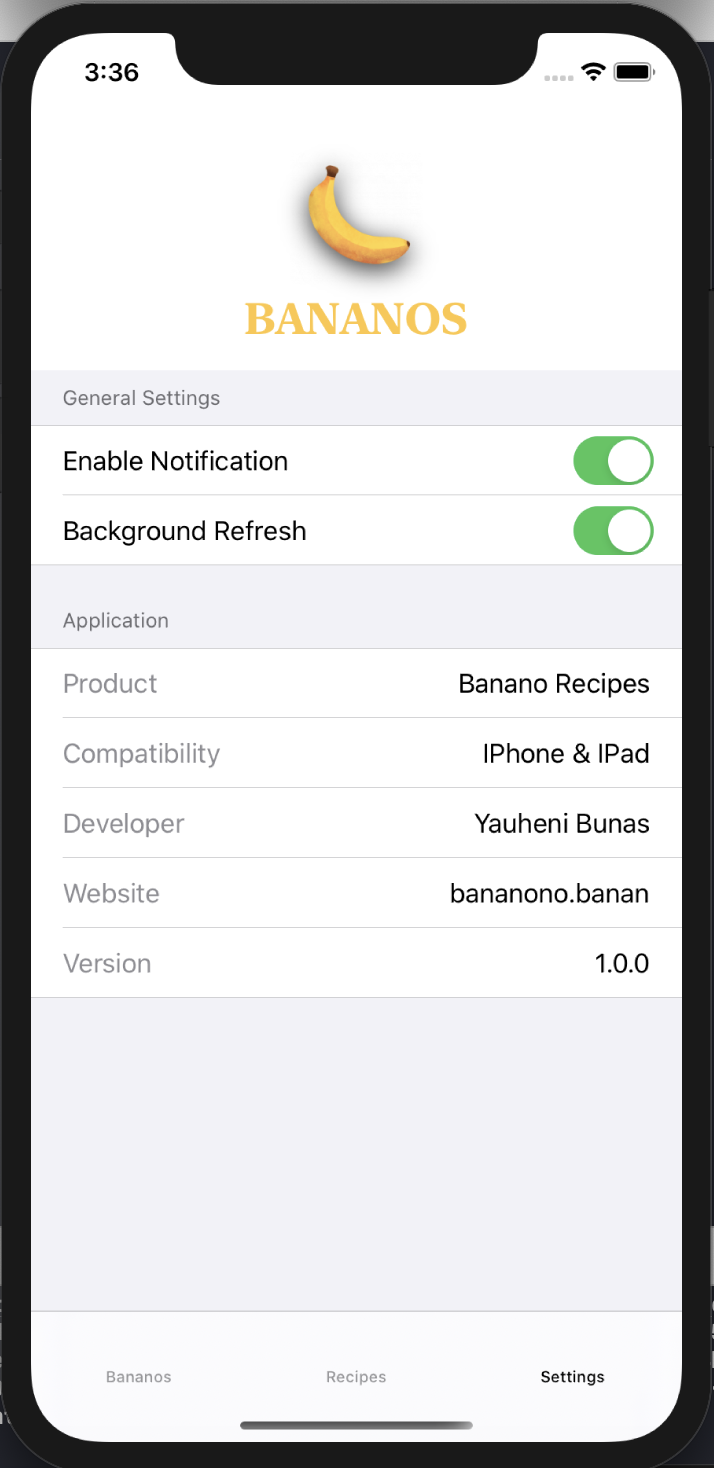 3:36
BANANOS
General Settings
Enable Notification
Background Refresh
Application
Product Banano Recipes
Compatibility IPhone & IPad
Developer Yauheni Bunas
Website bananono.banan
Version 1.0.0
Bananos Recipes Settings